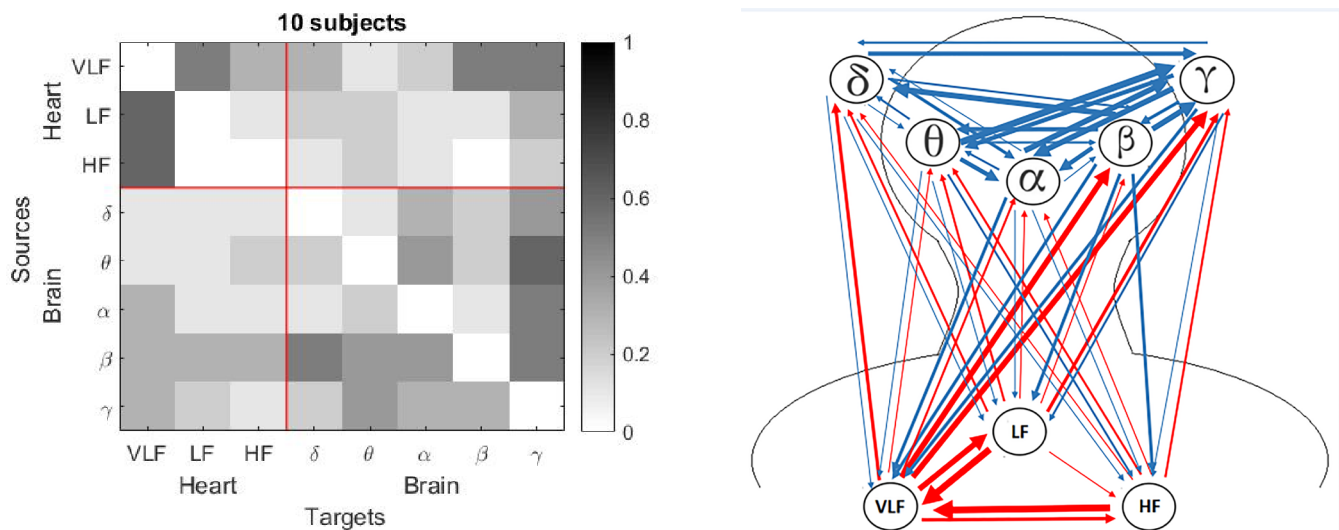 10 subjects
VLF
LF
HF
δ
θ
α
β
γ
Heart
Brain
Sources
VLF LF HF δ θ α β γ
Heart Brain
Targets
1
0.8
0.6
0.4
0.2
0
δ γ
θ β
α
LF
VLF HF